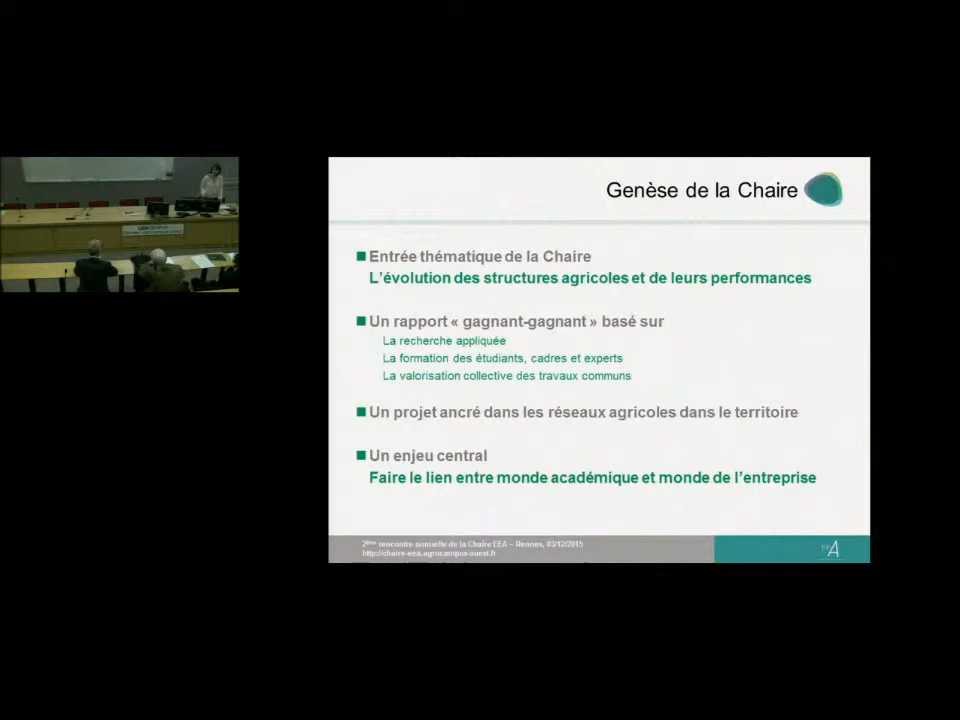 Genèse de la Chaire
Entrée thématique de la Chaire
L'évolution des structures agricoles et de leurs performances
Un rapport « gagnant-gagnant » basé sur
La recherche appliquée
La formation des étudiants, cadres et experts
La valorisation collective des travaux communs
Un projet ancré dans les réseaux agricoles dans le territoire
Un enjeu central
Faire le lien entre monde académique et monde de l'entreprise
2ème rencontre annuelle de la Chaire EEA – Rennes, 03/12/2015
http://chaire-eea.agrocampus-ouest.fr